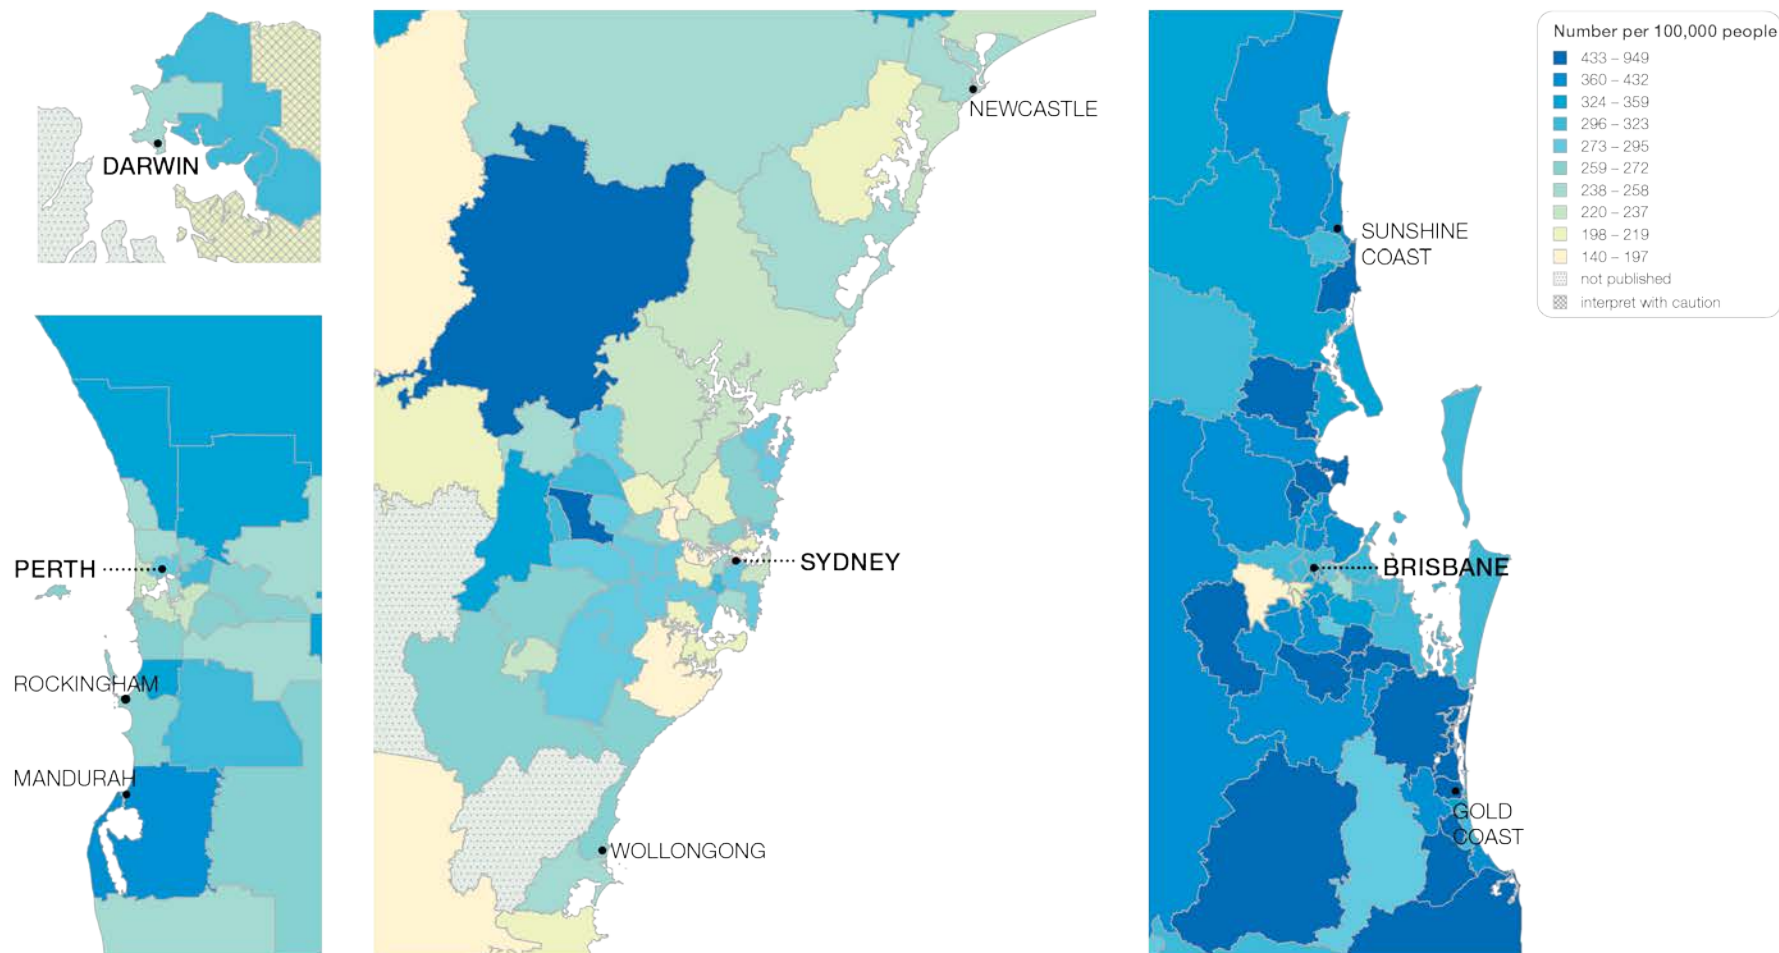 DARWIN
PERTH
ROCKINGHAM
MANDURAH
NEWCASTLE
SYDNEY
WOLLONGONG
SUNSHINE
COAST
BRISBANE
GOLD
COAST
Number per 100,000 people
433 – 949
360 – 432
324 – 359
296 – 323
273 – 295
259 – 272
238 – 258
220 – 237
198 – 219
140 – 197
not published
interpret with caution